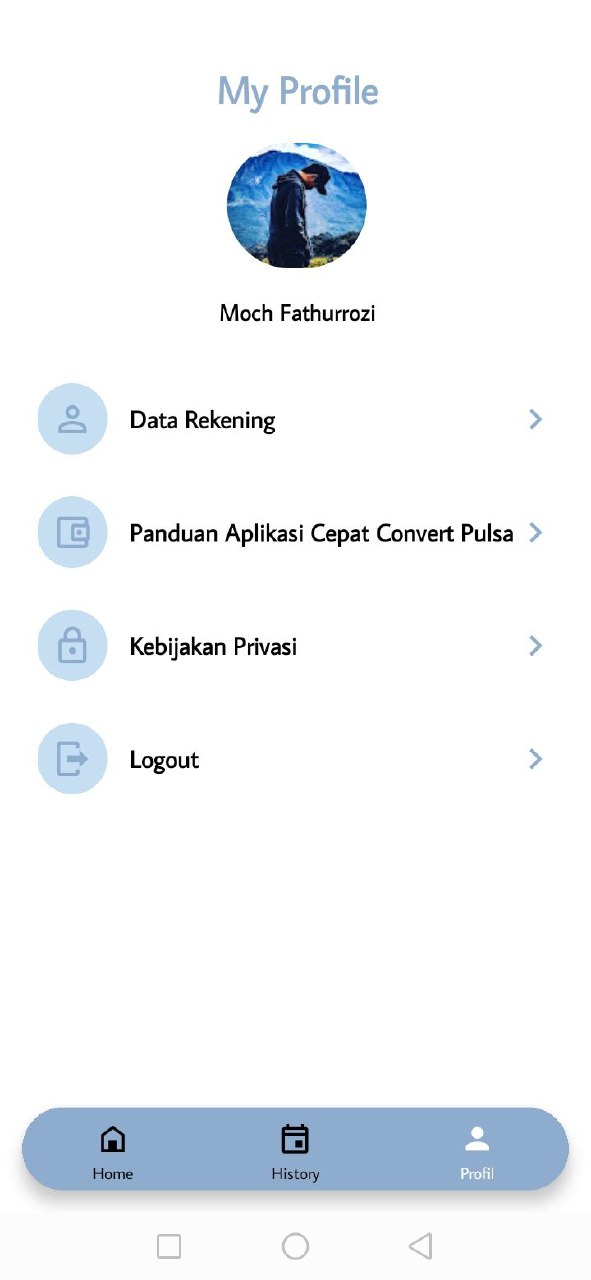 My Profile
Moch Fathurrozi
Data Rekening
Panduan Aplikasi Cepat Convert Pulsa
Kebijakan Privasi
Logout
Home
History
Profil